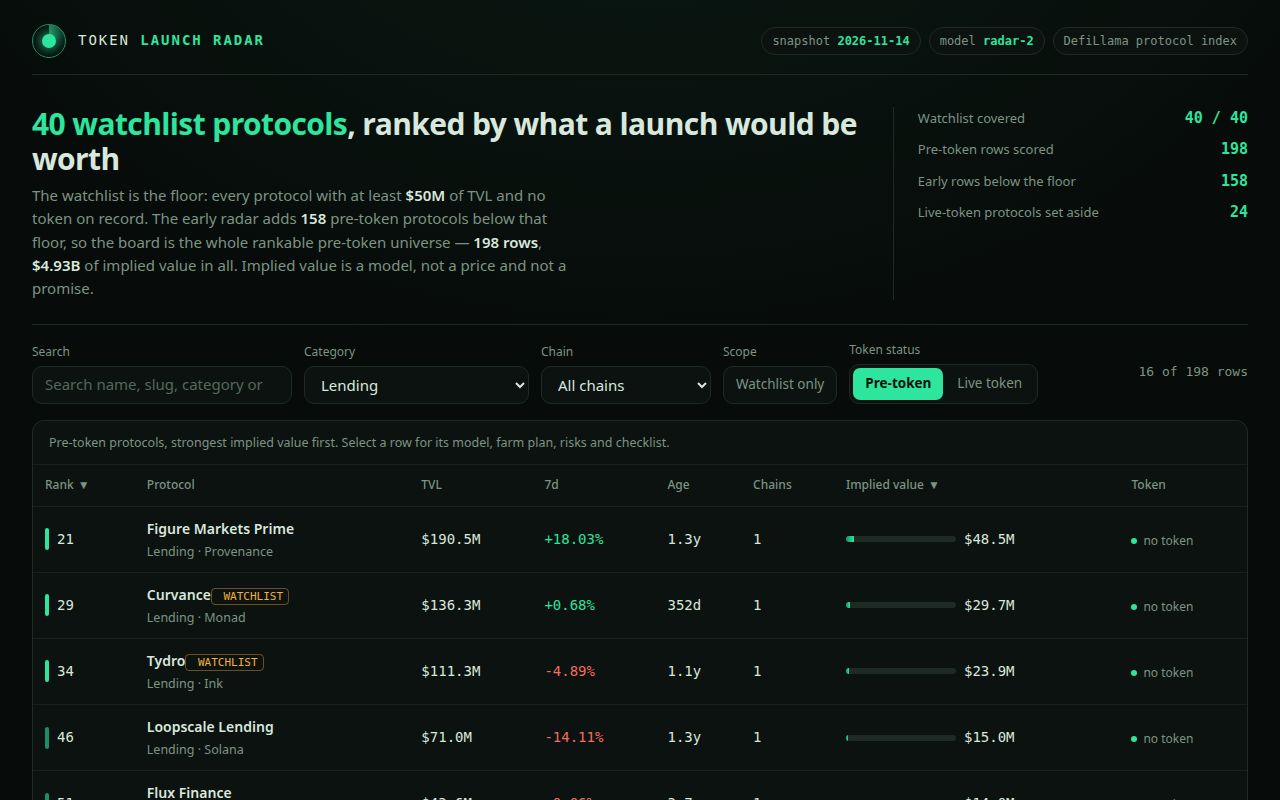 TOKEN LAUNCH RADAR
snapshot 2026-11-14
model radar-2
DefiLlama protocol index
40 watchlist protocols, ranked by what a launch would be
worth
The watchlist is the floor: every protocol with at least $50M of TVL and no
token on record. The early radar adds 158 pre-token protocols below that
floor, so the board is the whole rankable pre-token universe — 198 rows,
$4.93B of implied value in all. Implied value is a model, not a price and not a
promise.
Watchlist covered 40 / 40
Pre-token rows scored 198
Early rows below the floor 158
Live-token protocols set aside 24
Search
Category
Chain
Scope
Token status
Search name, slug, category or
Lending
All chains
Watchlist only
Pre-token
Live token
16 of 198 rows
Pre-token protocols, strongest implied value first. Select a row for its model, farm plan, risks and checklist.
Rank ▼ Protocol TVL 7d Age Chains Implied value ▼ Token
21 Figure Markets Prime $190.5M +18.03% 1.3y 1 $48.5M no token
Lending · Provenance
29 Curvance WATCHLIST $136.3M +0.68% 352d 1 $29.7M no token
Lending · Monad
34 Tydro WATCHLIST $111.3M -4.89% 1.1y 1 $23.9M no token
Lending · Ink
46 Loopscale Lending $71.0M -14.11% 1.3y 1 $15.0M no token
Lending · Solana
Flux Finance